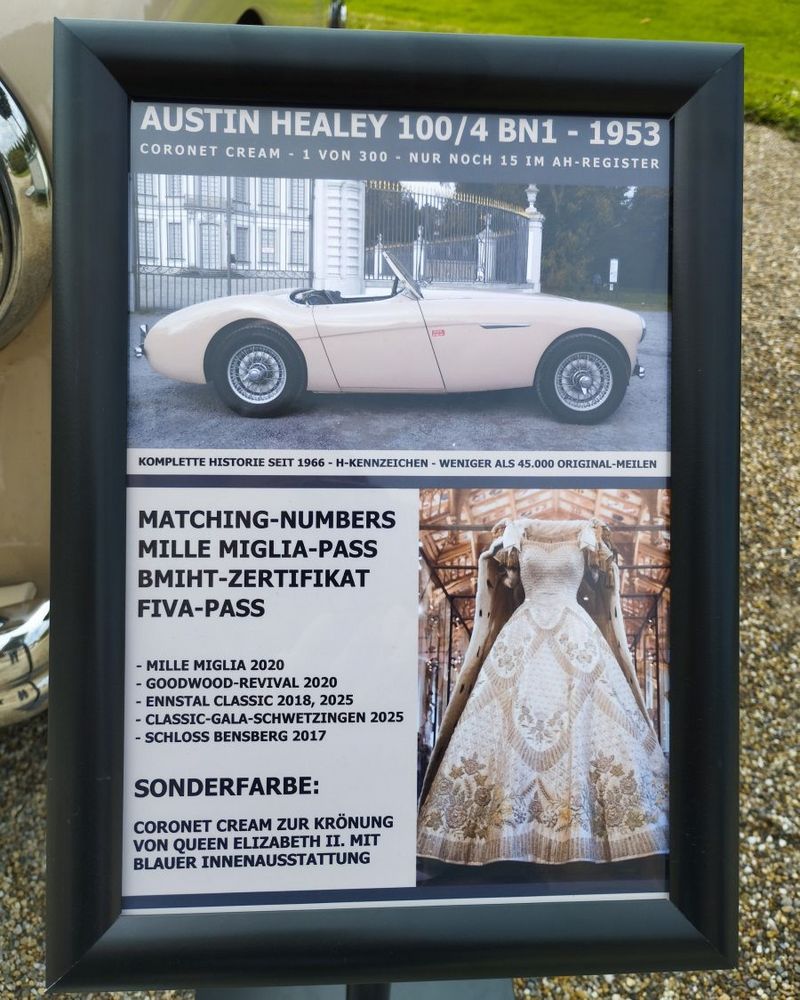 AUSTIN HEALEY 100/4 BN1 - 1953
CORONET CREAM - 1 VON 300 - NUR NOCH 15 IM AH-REGISTER
KOMPLETTE HISTORIE SEIT 1966 - H-KENNZEICHEN - WENIGER ALS 45.000 ORIGINAL-MEILEN
MATCHING-NUMBERS
MILLE MIGLIA-PASS
BMIHT-ZERTIFIKAT
FIVA-PASS
- MILLE MIGLIA 2020
- GOODWOOD-REVIVAL 2020
- ENNSTAL CLASSIC 2018, 2025
- CLASSIC-GALA-SCHWETZINGEN 2025
- SCHLOSS BENSBERG 2017
SONDERFARBE:
CORONET CREAM ZUR KRÖNUNG
VON QUEEN ELIZABETH II. MIT
BLAUER INNENAUSSTATTUNG